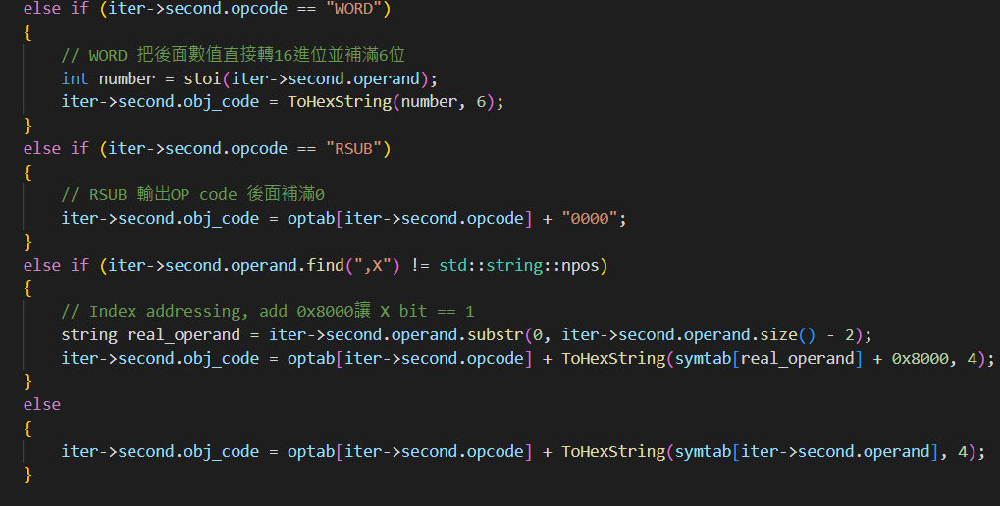 else if (iter->second.opcode == "WORD")
{
// WORD 把後面數值直接轉16進位並補滿6位
int number = stoi(iter->second.operand);
iter->second.obj_code = ToHexString(number, 6);
}
else if (iter->second.opcode == "RSUB")
{
// RSUB 輸出OP code 後面補滿0
iter->second.obj_code = optab[iter->second.opcode] + "0000";
}
else if (iter->second.operand.find(",X") != std::string::npos)
{
// Index addressing, add 0x8000讓 X bit == 1
string real_operand = iter->second.operand.substr(0, iter->second.operand.size() - 2);
iter->second.obj_code = optab[iter->second.opcode] + ToHexString(symtab[real_operand] + 0x8000, 4);
}
else
{
iter->second.obj_code = optab[iter->second.opcode] + ToHexString(symtab[iter->second.operand], 4);
}